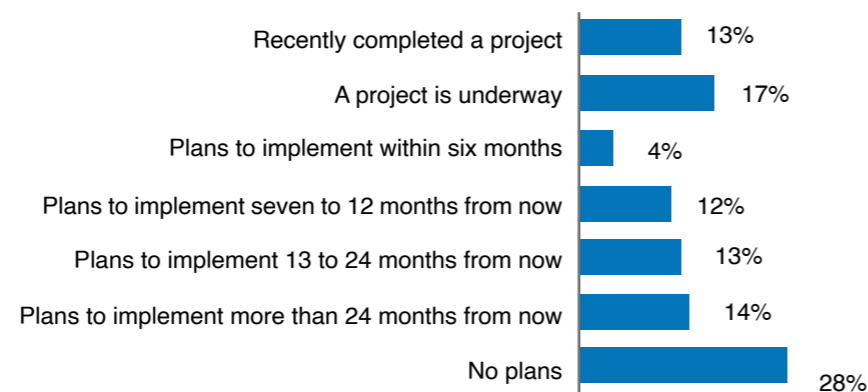 Recently completed a project 13%
A project is underway 17%
Plans to implement within six months 4%
Plans to implement seven to 12 months from now 12%
Plans to implement 13 to 24 months from now 13%
Plans to implement more than 24 months from now 14%
No plans 28%